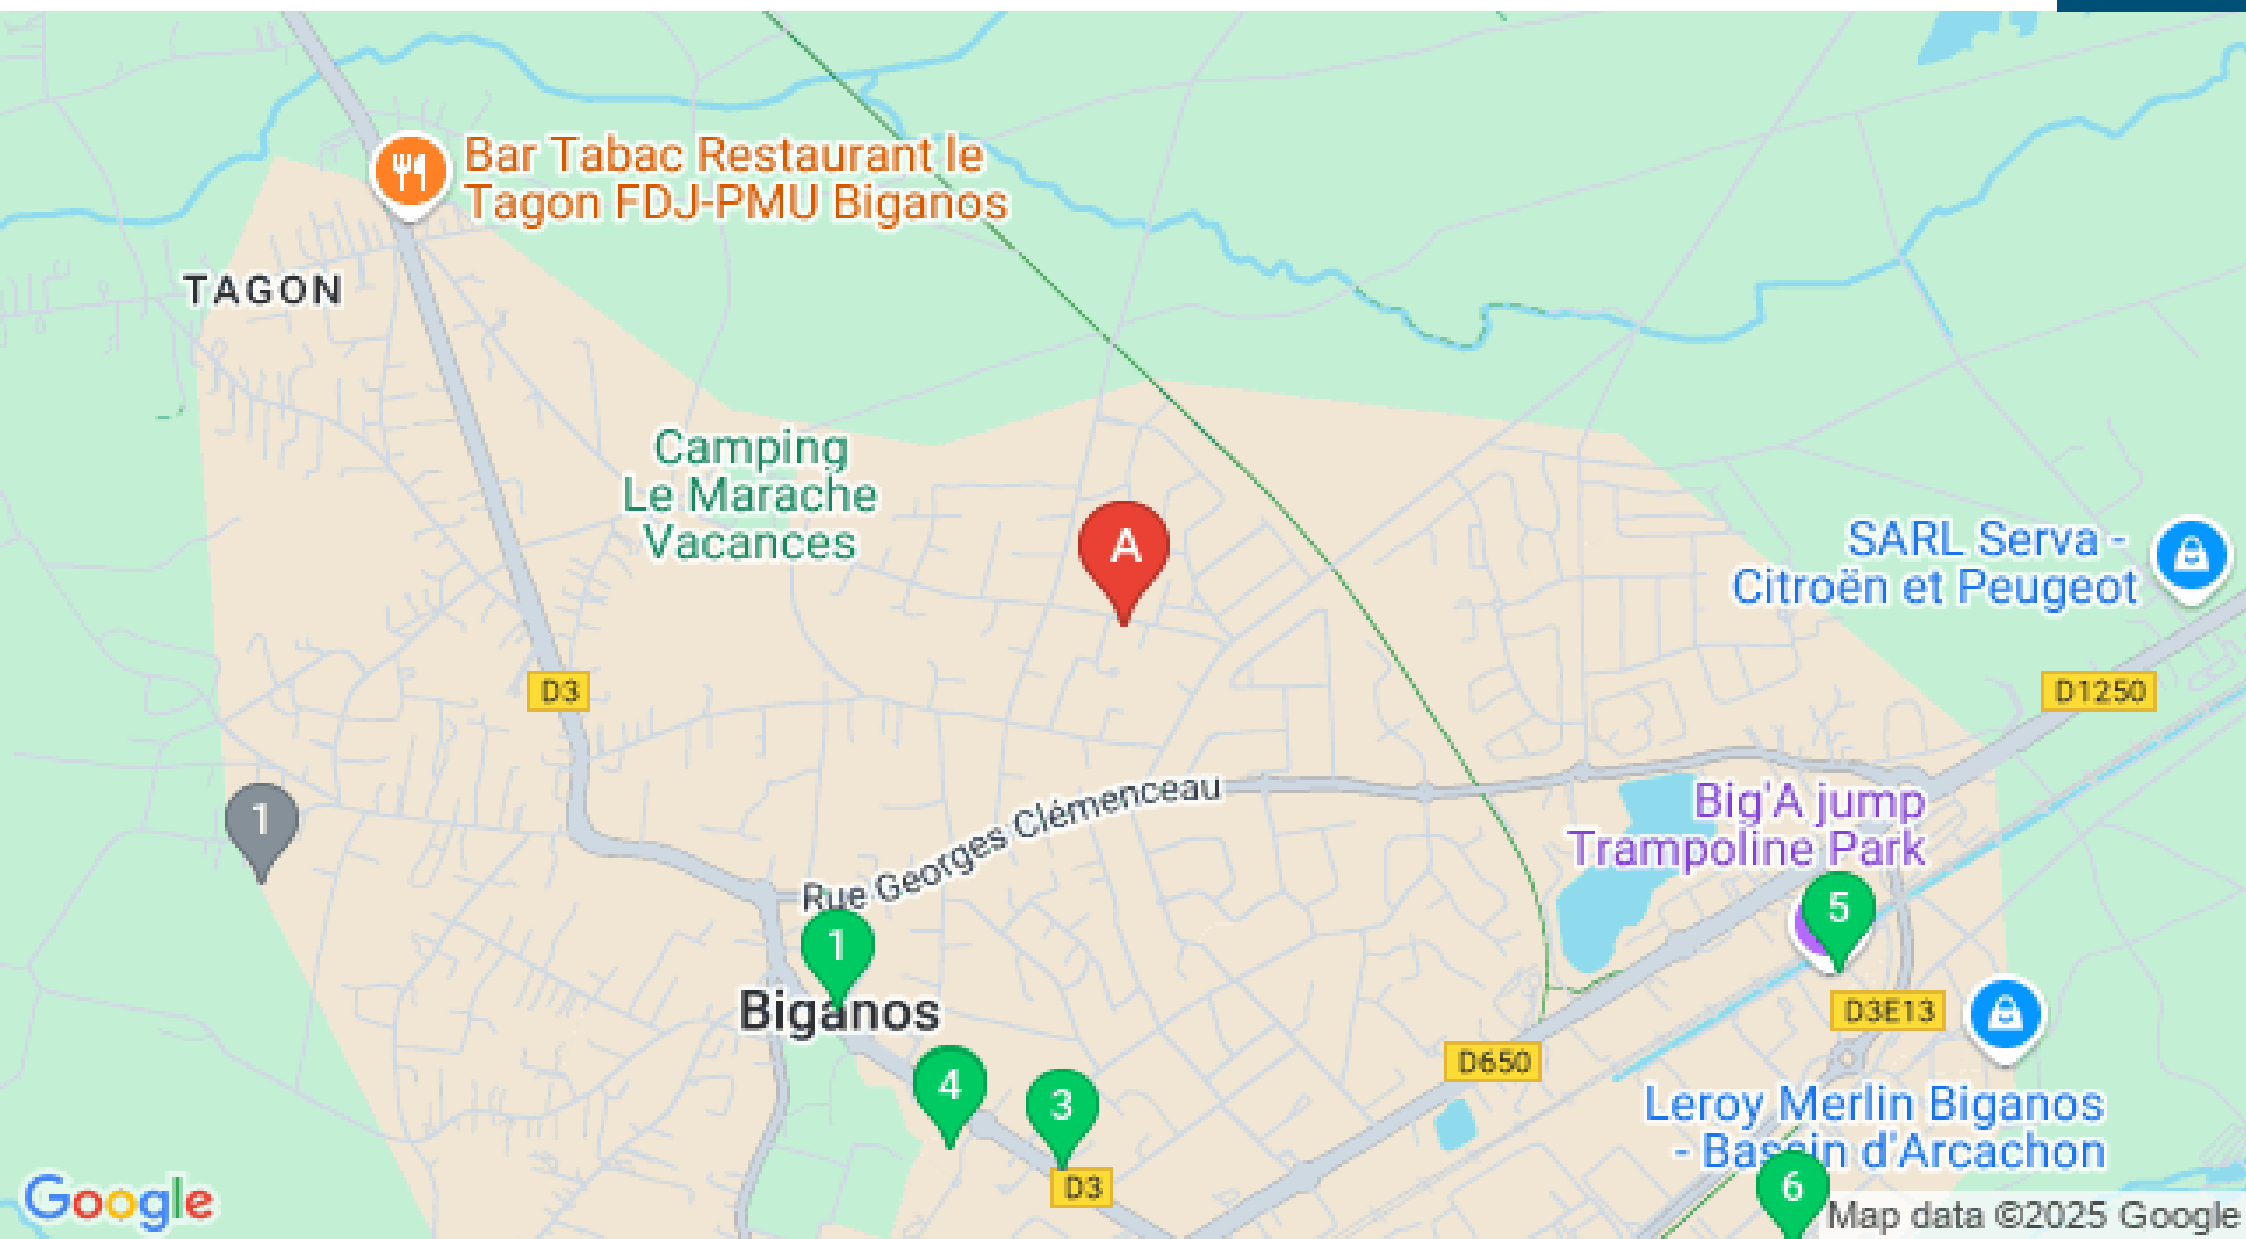 Bar Tabac Restaurant le
Tagon FDJ-PMU Biganos
TAGON
Camping
Le Marache
Vacances
A
SARL Serva -
Citroën et Peugeot
D3
D1250
1
Rue Georges Clémenceau
Big'A jump
Trampoline Park
5
1
Biganos
D3E13
D650
4
3
Leroy Merlin Biganos
- Bassin d'Arcachon
D3
6
Google
Map data ©2025 Google